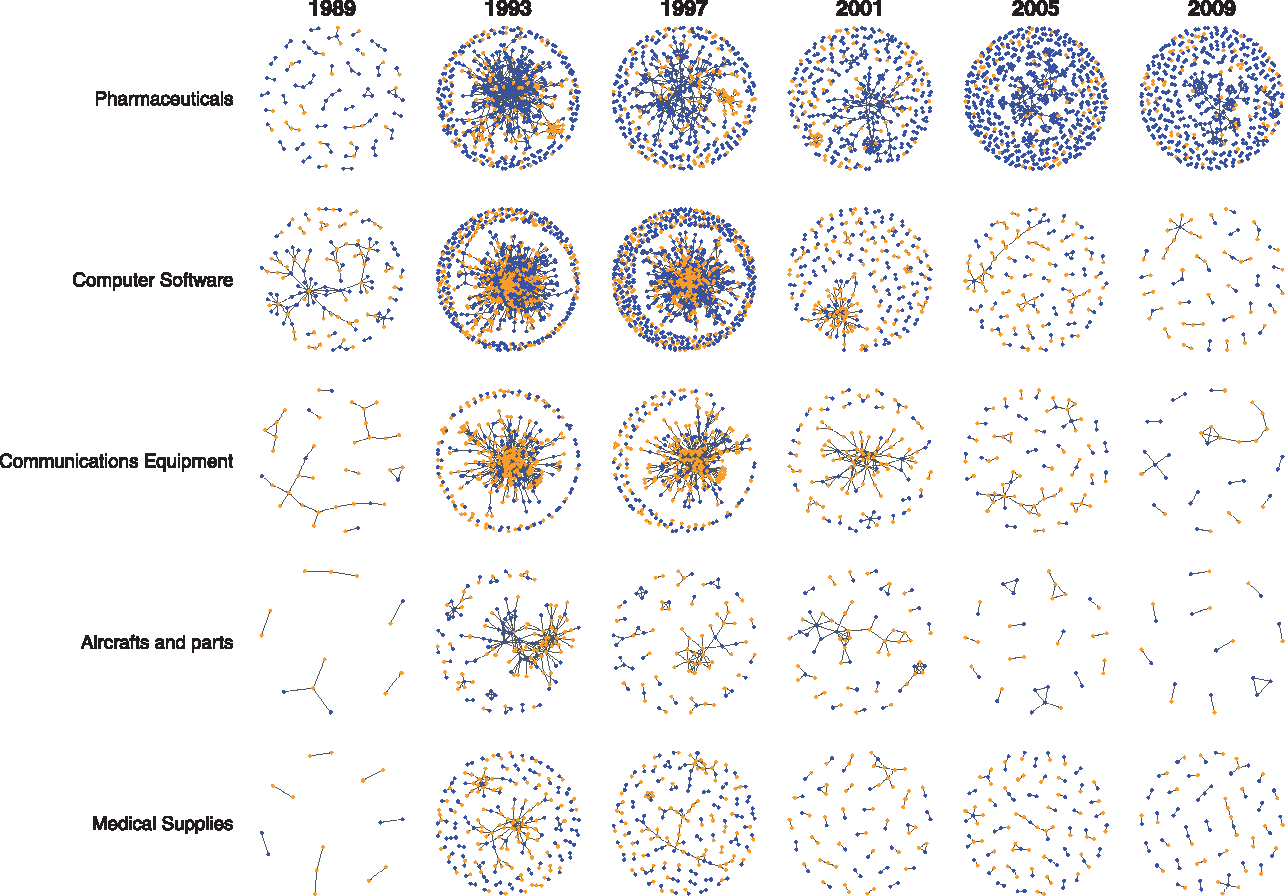 1989 1993 1997 2001 2005 2009
Pharmaceuticals
Computer Software
Communications Equipment
Aircrafts and parts
Medical Supplies